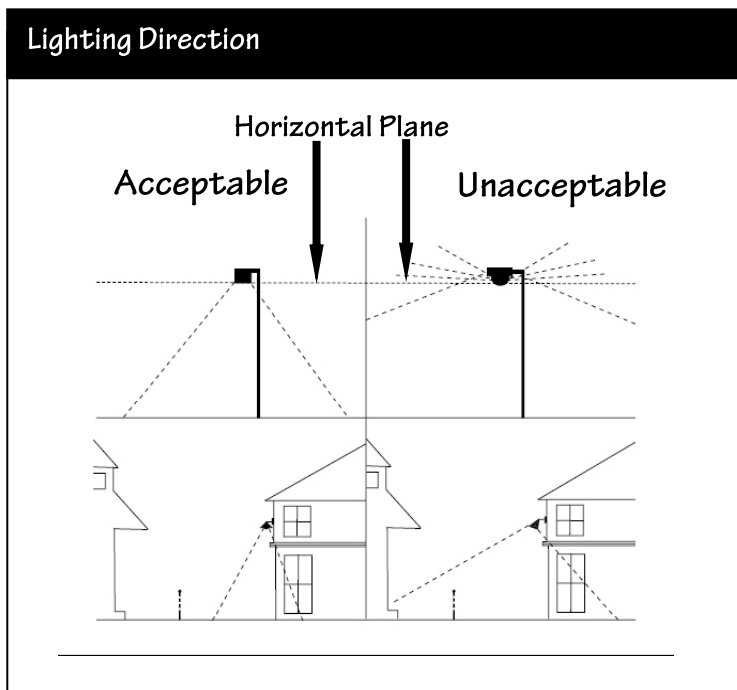 Lighting Direction
Horizontal Plane
Acceptable
Unacceptable